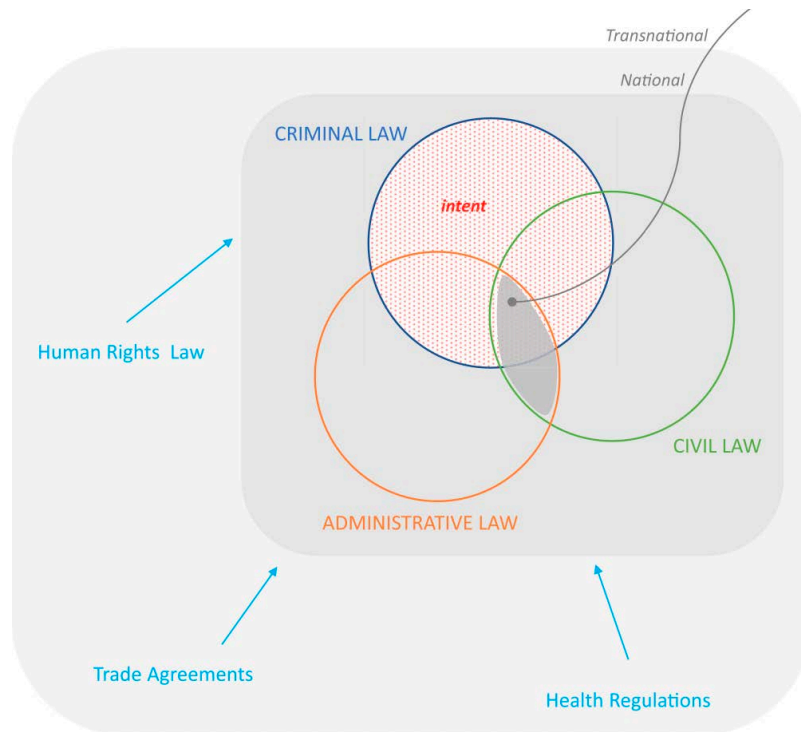 Transnational
National
CRIMINAL LAW
intent
Human Rights Law
CIVIL LAW
ADMINISTRATIVE LAW
Trade Agreements
Health Regulations